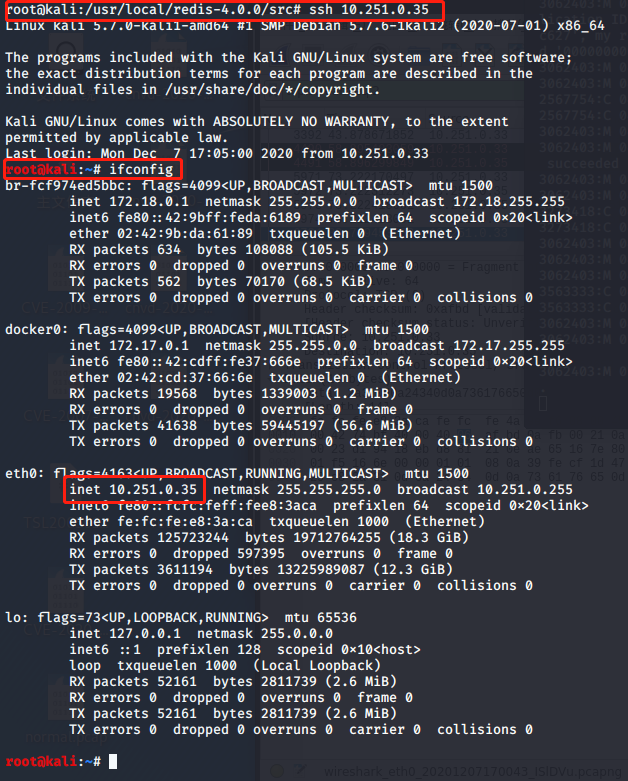 root@kali:/usr/local/redis-4.0.0/src# ssh 10.251.0.35
Linux kali 5.7.0-kali1-amd64 #1 SMP Debian 5.7.6-1kali2 (2020-07-01) x86_64
The programs included with the Kali GNU/Linux system are free software;
the exact distribution terms for each program are described in the
individual files in /usr/share/doc/*/copyright.
Kali GNU/Linux comes with ABSOLUTELY NO WARRANTY, to the extent
permitted by applicable law.
Last login: Mon Dec  7 17:05:00 2020 from 10.251.0.33
root@kali:~# ifconfig
br-fcf974ed5bbc: flags=4099<UP,BROADCAST,MULTICAST>  mtu 1500
inet 172.18.0.1  netmask 255.255.0.0  broadcast 172.18.255.255
inet6 fe80::42:9bff:feda:6189  prefixlen 64  scopeid 0×20<link>
ether 02:42:9b:da:61:89  txqueuelen 0  (Ethernet)
RX packets 634  bytes 108088 (105.5 KiB)
RX errors 0  dropped 0  overruns 0  frame 0
TX packets 562  bytes 70170 (68.5 KiB)
TX errors 0  dropped 0 overruns 0  carrier 0  collisions 0
docker0: flags=4099<UP,BROADCAST,MULTICAST>  mtu 1500
inet 172.17.0.1  netmask 255.255.0.0  broadcast 172.17.255.255
inet6 fe80::42:cdff:fe37:666e  prefixlen 64  scopeid 0×20<link>
ether 02:42:cd:37:66:6e  txqueuelen 0  (Ethernet)
RX packets 19568  bytes 1339003 (1.2 MiB)
RX errors 0  dropped 0  overruns 0  frame 0
TX packets 41638  bytes 59445197 (56.6 MiB)
TX errors 0  dropped 0 overruns 0  carrier 0  collisions 0
eth0: flags=4163<UP,BROADCAST,RUNNING,MULTICAST>  mtu 1500
inet 10.251.0.35  netmask 255.255.255.0  broadcast 10.251.0.255
inet6 fe80::fcfc:feff:fee8:3aca  prefixlen 64  scopeid 0×20<link>
ether fe:fc:fe:e8:3a:ca  txqueuelen 1000  (Ethernet)
RX packets 125723244  bytes 19712764255 (18.3 GiB)
RX errors 0  dropped 597395  overruns 0  frame 0
TX packets 3611194  bytes 13225989087 (12.3 GiB)
TX errors 0  dropped 0 overruns 0  carrier 0  collisions 0
lo: flags=73<UP,LOOPBACK,RUNNING>  mtu 65536
inet 127.0.0.1  netmask 255.0.0.0
inet6 ::1  prefixlen 128  scopeid 0×10<host>
loop  txqueuelen 1000  (Local Loopback)
RX packets 52161  bytes 2811739 (2.6 MiB)
RX errors 0  dropped 0  overruns 0  frame 0
TX packets 52161  bytes 2811739 (2.6 MiB)
TX errors 0  dropped 0 overruns 0  carrier 0  collisions 0
root@kali:~#